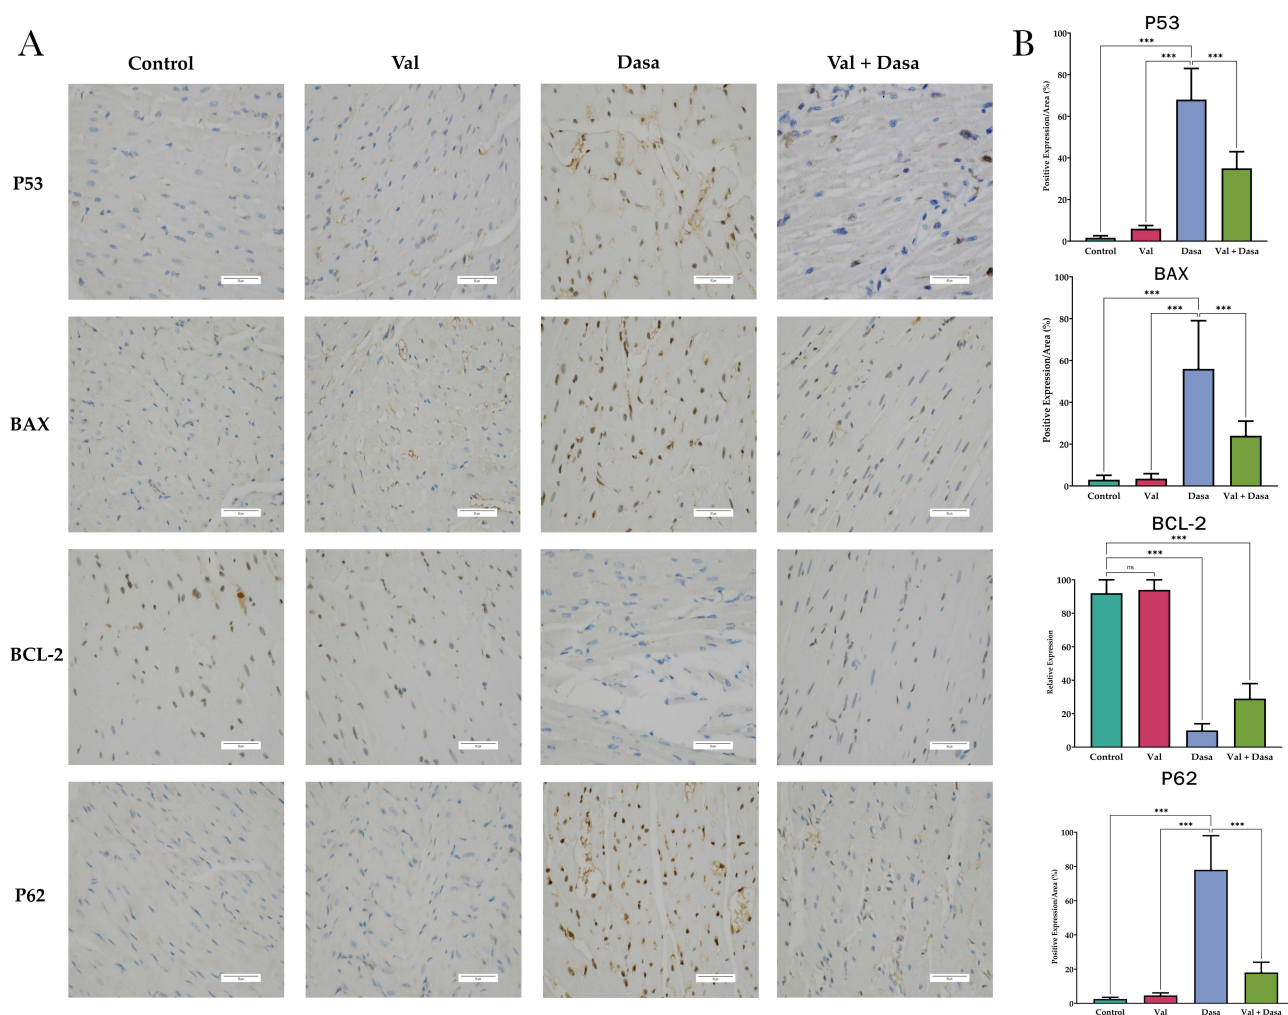 A
Control
Val
Dasa
Val + Dasa
P53
BAX
BCL-2
P62
B
P53
Positive Expression/Area (%)
100
80
60
40
20
0
***
***
***
Control
Val
Dasa
Val + Dasa
BAX
Positive Expression/Area (%)
100
80
60
40
20
0
***
***
***
Control
Val
Dasa
Val + Dasa
BCL-2
Relative Expression
100
80
60
40
20
0
***
***
ns
Control
Val
Dasa
Val + Dasa
P62
Positive Expression/Area (%)
100
80
60
40
20
0
***
***
***
Control
Val
Dasa
Val + Dasa